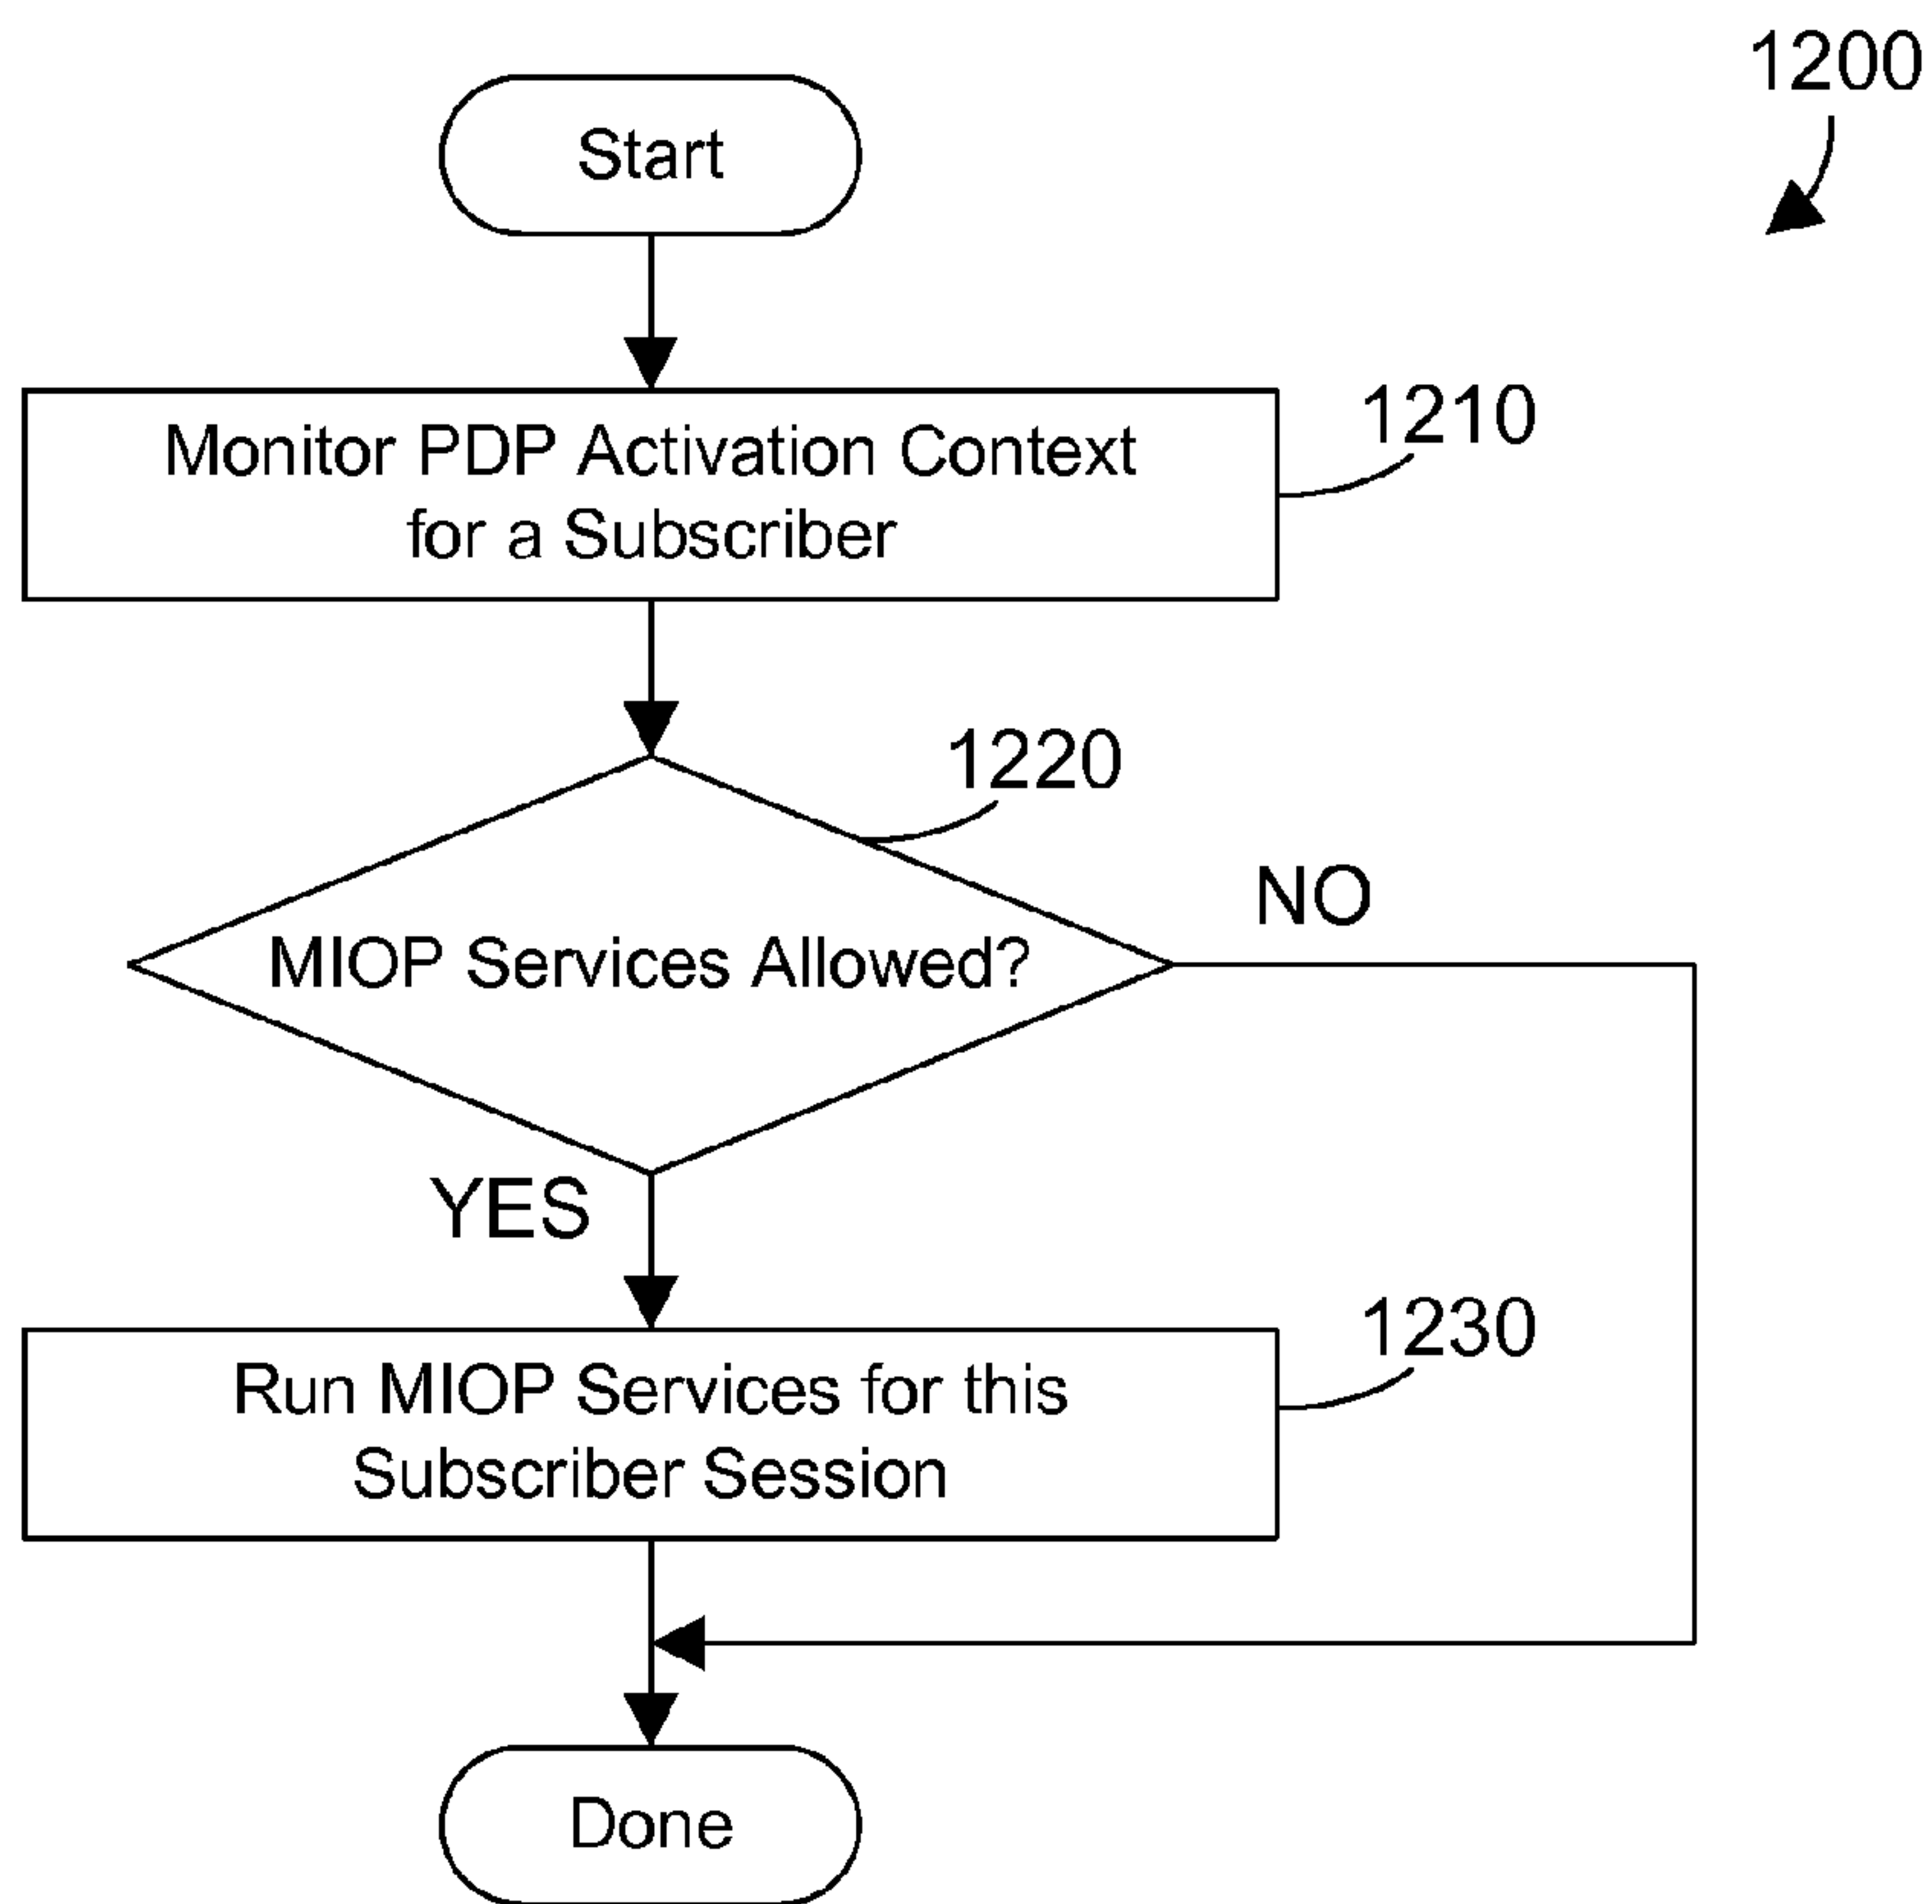 1200
Start
Monitor PDP Activation Context
for a Subscriber
1210
1220
MIOP Services Allowed?
NO
YES
Run MIOP Services for this
Subscriber Session
1230
Done